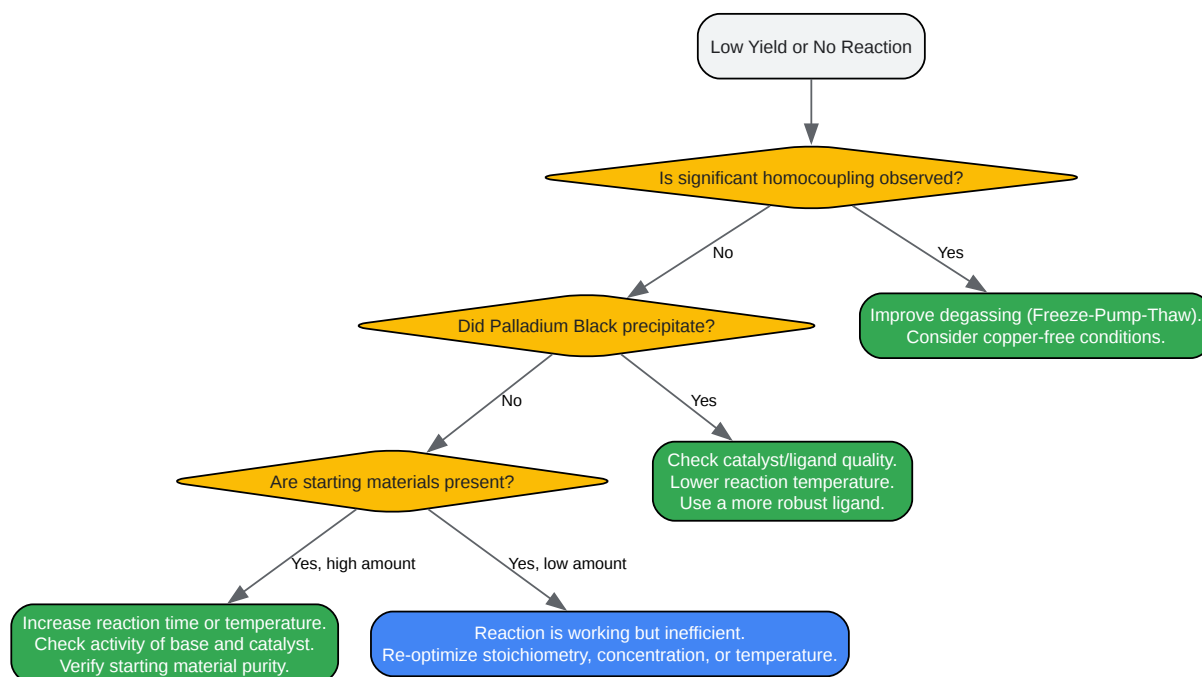 Low Yield or No Reaction
Is significant homocoupling observed?
No
Yes
Did Palladium Black precipitate?
Improve degassing (Freeze-Pump-Thaw).
Consider copper-free conditions.
No
Yes
Are starting materials present?
Check catalyst/ligand quality.
Lower reaction temperature.
Use a more robust ligand.
Yes, high amount
Yes, low amount
Increase reaction time or temperature.
Check activity of base and catalyst.
Verify starting material purity.
Reaction is working but inefficient.
Re-optimize stoichiometry, concentration, or temperature.